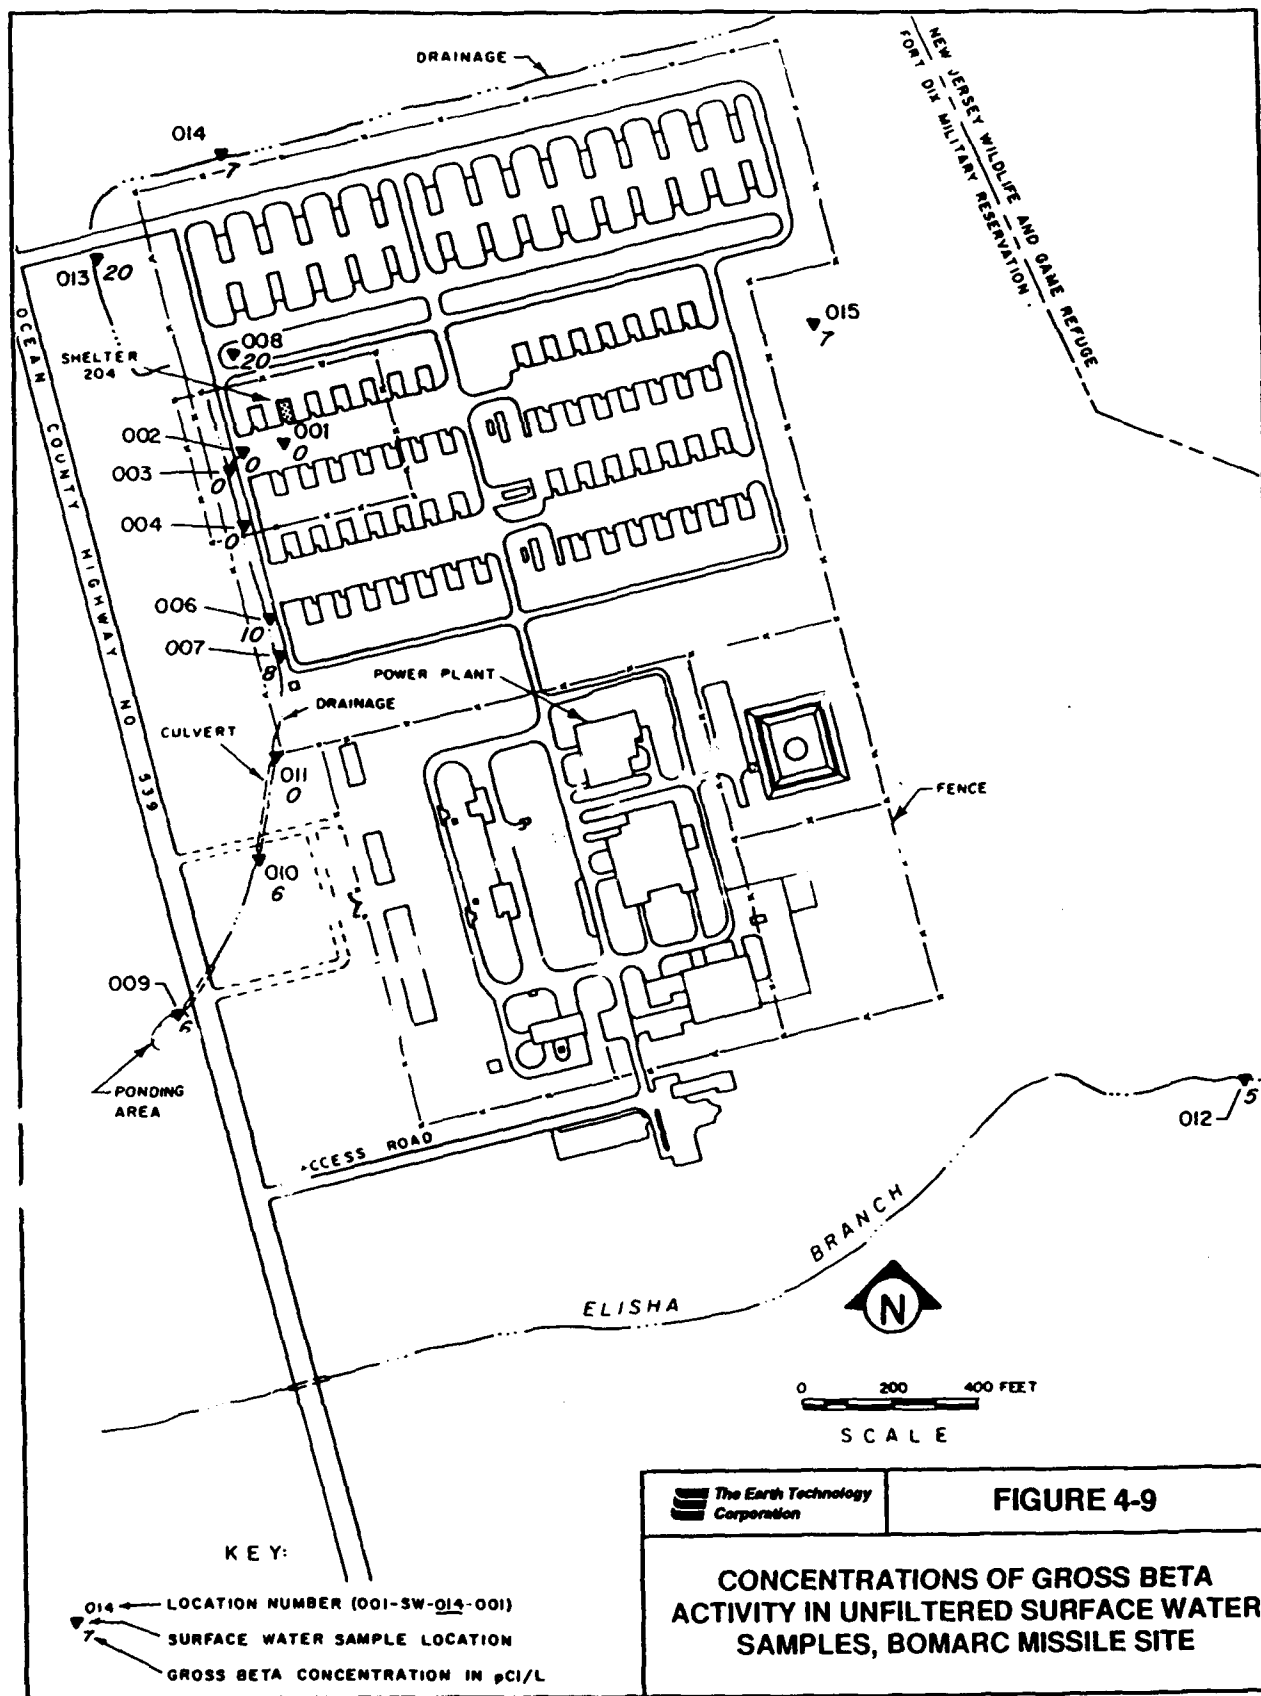 DRAINAGE
NEW JERSEY WILDLIFE AND GAME REFUGE
FORT DIX MILITARY RESERVATION
014
7
013
20
OCEAN COUNTY HIGHWAY NO 539
008
20
SHELTER
204
015
7
002
0
001
0
003
0
004
0
006
10
007
8
POWER PLANT
DRAINAGE
CULVERT
011
0
FENCE
010
6
009
6
PONDING
AREA
012
5
ACCESS ROAD
ELISHA BRANCH
N
0 200 400 FEET
SCALE
The Earth Technology
Corporation
FIGURE 4-9
CONCENTRATIONS OF GROSS BETA
ACTIVITY IN UNFILTERED SURFACE WATER
SAMPLES, BOMARC MISSILE SITE
KEY:
014 LOCATION NUMBER (001-SW-014-001)
SURFACE WATER SAMPLE LOCATION
7 GROSS BETA CONCENTRATION IN pCI/L